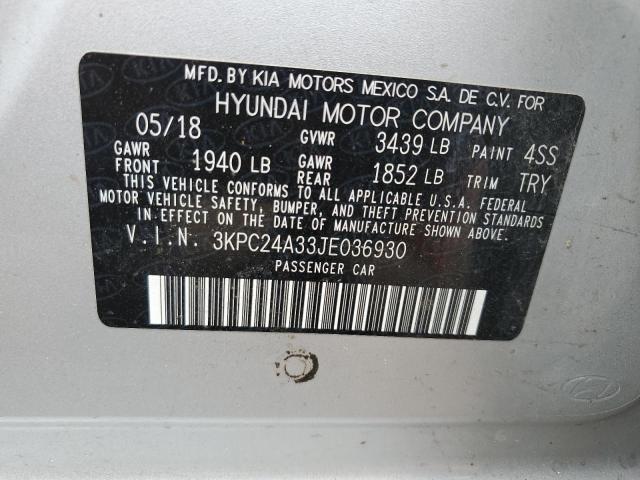 MFD. BY KIA MOTORS MEXICO S.A. DE C.V. FOR
HYUNDAI MOTOR COMPANY
05/18 GVWR 3439 LB PAINT 4SS
GAWR FRONT 1940 LB GAWR REAR 1852 LB TRIM TRY
THIS VEHICLE CONFORMS TO ALL APPLICABLE U.S.A. FEDERAL
MOTOR VEHICLE SAFETY, BUMPER, AND THEFT PREVENTION STANDARDS
IN EFFECT ON THE DATE OF MANUFACTURE SHOWN ABOVE.
V.I.N. 3KPC24A33JE036930
PASSENGER CAR